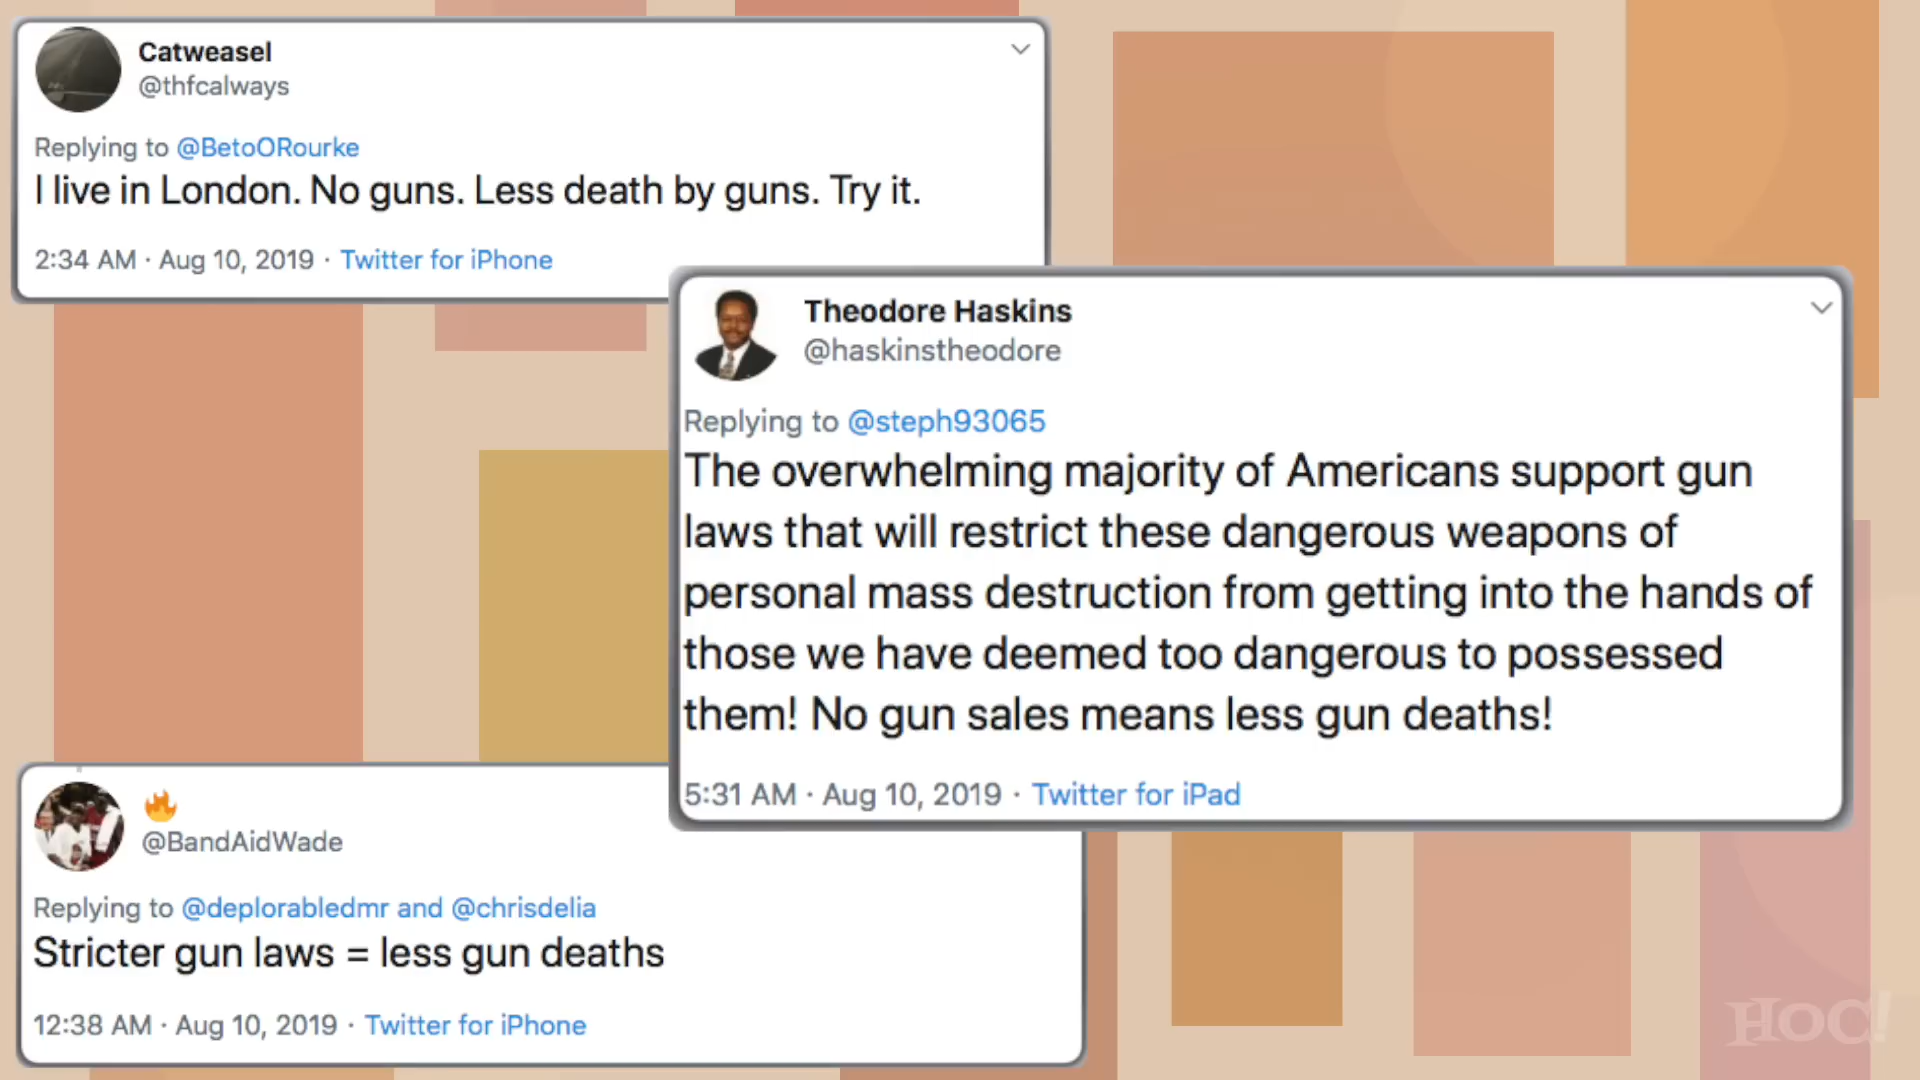 Catweasel
@thfcalways
Replying to @BetoORourke
I live in London. No guns. Less death by guns. Try it.
2:34 AM · Aug 10, 2019 · Twitter for iPhone
Theodore Haskins
@haskinstheodore
Replying to @steph93065
The overwhelming majority of Americans support gun
laws that will restrict these dangerous weapons of
personal mass destruction from getting into the hands of
those we have deemed too dangerous to possessed
them! No gun sales means less gun deaths!
5:31 AM · Aug 10, 2019 · Twitter for iPad
🔥
@BandAidWade
Replying to @deplorabledmr and @chrisdelia
Stricter gun laws = less gun deaths
12:38 AM · Aug 10, 2019 · Twitter for iPhone
HOC!